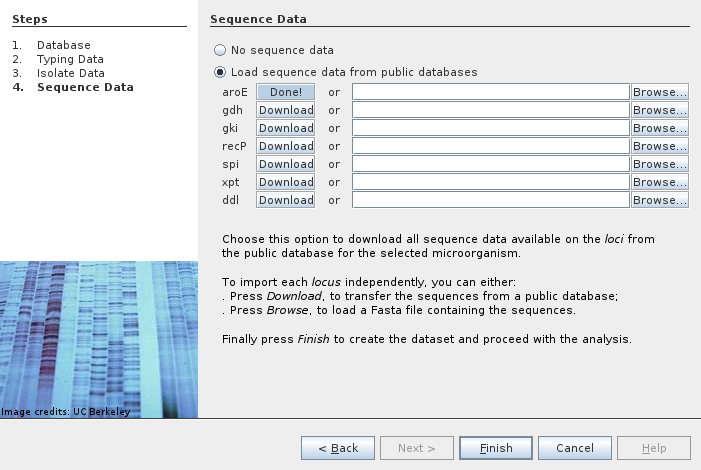 Steps
1. Database
2. Typing Data
3. Isolate Data
4. Sequence Data
Image credits: UC Berkeley
Sequence Data
No sequence data
Load sequence data from public databases
aroE Done! or Browse...
gdh Download or Browse...
gki Download or Browse...
recP Download or Browse...
spi Download or Browse...
xpt Download or Browse...
ddl Download or Browse...
Choose this option to download all sequence data available on the loci from
the public database for the selected microorganism.
To import each locus independently, you can either:
. Press Download, to transfer the sequences from a public database;
. Press Browse, to load a Fasta file containing the sequences.
Finally press Finish to create the dataset and proceed with the analysis.
< Back Next > Finish Cancel Help